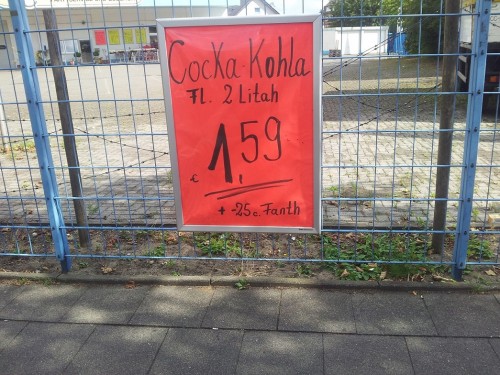 CocKa-Kohla
Fl. 2 Litah
€ 1,59
+ -25c Fanth